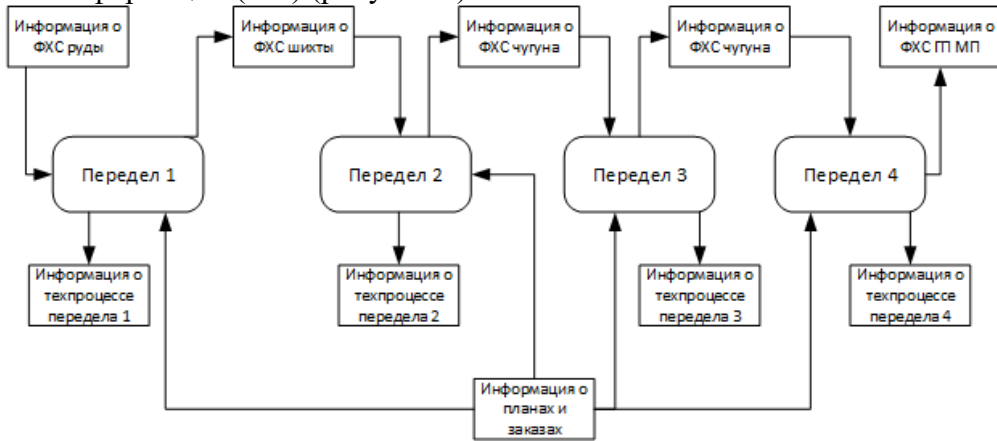 Информация о
ФХС руды
Информация о
ФХС шихты
Информация о
ФХС чугуна
Информация о
ФХС чугуна
Информация о
ФХС ГП МП
Передел 1
Передел 2
Передел 3
Передел 4
Информация о
техпроцессе
передела 1
Информация о
техпроцессе
передела 2
Информация о
техпроцессе
передела 3
Информация о
техпроцессе
передела 4
Информация о
планах и
заказах